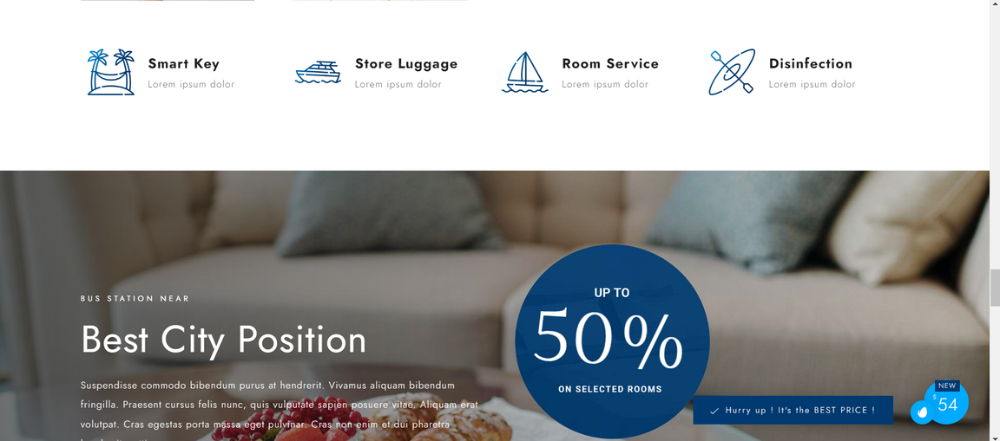 Smart Key
Lorem ipsum dolor
Store Luggage
Lorem ipsum dolor
Room Service
Lorem ipsum dolor
Disinfection
Lorem ipsum dolor
BUS STATION NEAR
Best City Position
Suspendisse commodo bibendum purus at hendrerit. Vivamus aliquam bibendum
fringilla. Praesent cursus felis nunc, quis vulputate sapien posuere vitae. Aliquam erat
volutpat. Cras egestas porta massa eget pulvinar. Cras non enim et dui pharetra
UP TO
50%
ON SELECTED ROOMS
Hurry up ! It's the BEST PRICE !
NEW
$ 54